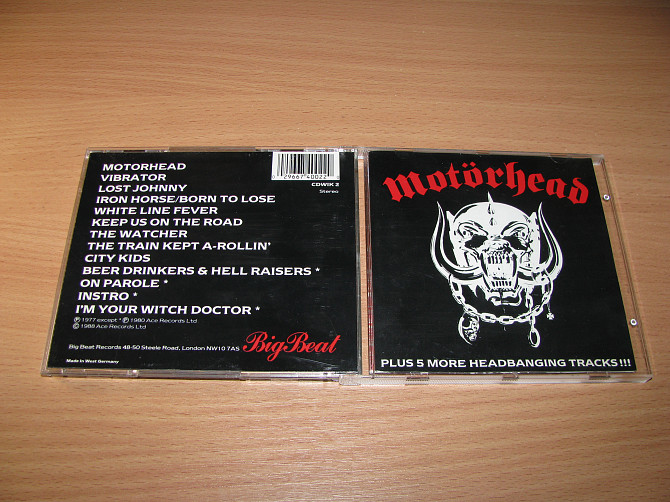 MOTORHEAD
VIBRATOR
LOST JOHNNY
IRON HORSE/BORN TO LOSE
WHITE LINE FEVER
KEEP US ON THE ROAD
THE WATCHER
THE TRAIN KEPT A-ROLLIN'
CITY KIDS
BEER DRINKERS & HELL RAISERS *
ON PAROLE *
INSTRO *
I'M YOUR WITCH DOCTOR *
℗ 1977 except * ℗ 1980 Ace Records Ltd
© 1988 Ace Records Ltd
Big Beat Records 48-50 Steele Road, London NW10 7AS
Big Beat
Made in West Germany
0 29667 40022
CDWIK 2
Stereo
Motörhead
PLUS 5 MORE HEADBANGING TRACKS!!!